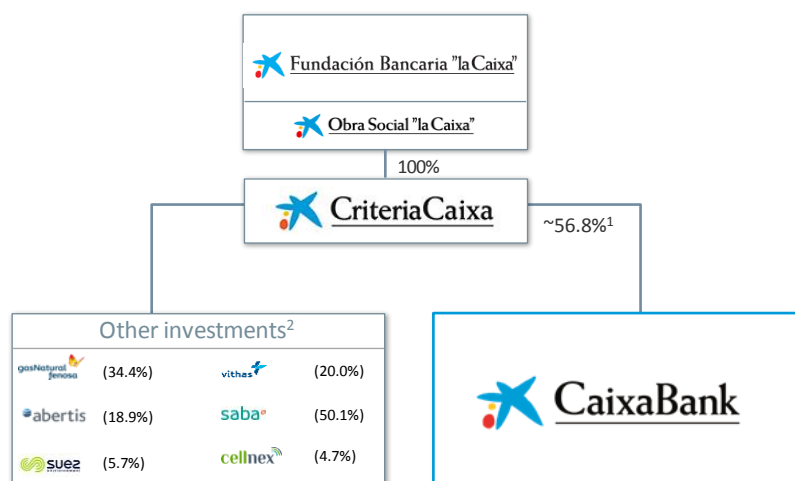 Fundación Bancaria "la Caixa"
Obra Social "la Caixa"
100%
CriteriaCaixa
~56.8%1
Other investments2
gasNatural fenosa (34.4%) vithas (20.0%)
abertis (18.9%) saba (50.1%)
suez (5.7%) cellnex (4.7%)
CaixaBank